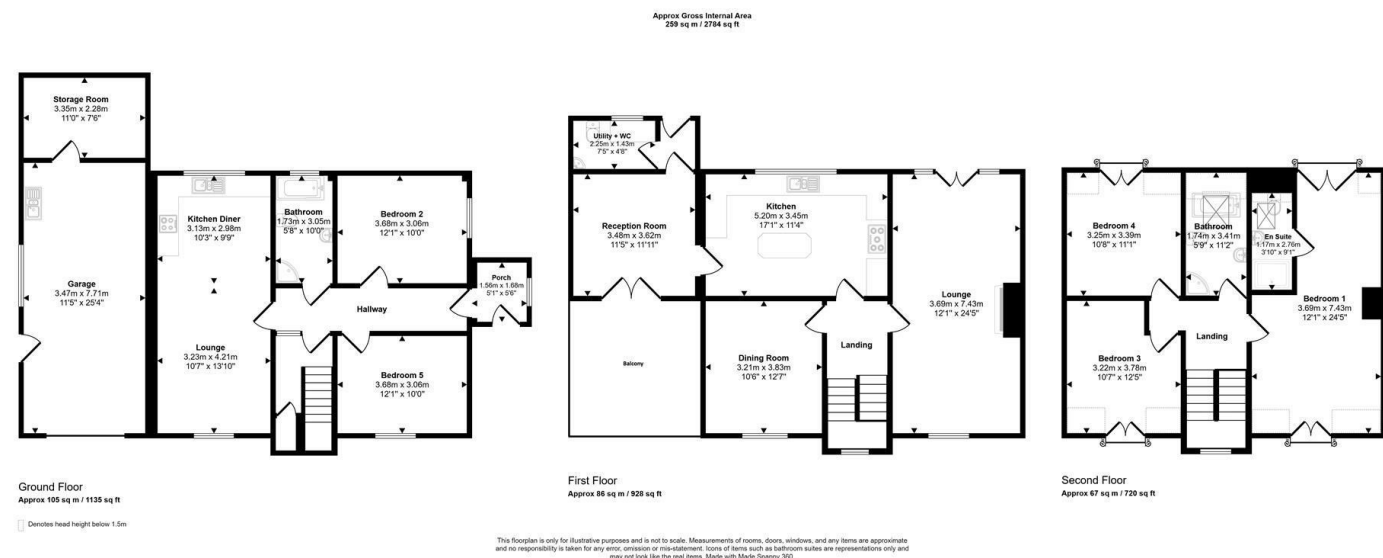 Approx Gross Internal Area
259 sq m / 2784 sq ft
Storage Room
3.35m x 2.28m
11'0" x 7'6"
Kitchen Diner
3.13m x 2.98m
10'3" x 9'9"
Bathroom
1.73m x 3.05m
5'8" x 10'0"
Bedroom 2
3.68m x 3.06m
12'1" x 10'0"
Porch
1.56m x 1.68m
5'1" x 5'6"
Garage
3.47m x 7.71m
11'5" x 25'4"
Hallway
Lounge
3.23m x 4.21m
10'7" x 13'10"
Bedroom 5
3.68m x 3.06m
12'1" x 10'0"
Ground Floor
Approx 105 sq m / 1135 sq ft
Denotes head height below 1.5m
Utility + WC
2.25m x 1.43m
7'5" x 4'8"
Reception Room
3.48m x 3.62m
11'5" x 11'11"
Kitchen
5.20m x 3.45m
17'1" x 11'4"
Lounge
3.69m x 7.43m
12'1" x 24'5"
Balcony
Dining Room
3.21m x 3.83m
10'6" x 12'7"
Landing
First Floor
Approx 86 sq m / 928 sq ft
Bedroom 4
3.25m x 3.39m
10'8" x 11'1"
Bathroom
1.74m x 3.41m
5'9" x 11'2"
En Suite
1.17m x 2.76m
3'10" x 9'1"
Bedroom 1
3.69m x 7.43m
12'1" x 24'5"
Bedroom 3
3.22m x 3.78m
10'7" x 12'5"
Landing
Second Floor
Approx 67 sq m / 720 sq ft
This floorplan is only for illustrative purposes and is not to scale. Measurements of rooms, doors, windows, and any items are approximate
and no responsibility is taken for any error, omission or mis-statement. Icons of items such as bathroom suites are representations only and
may not look like the real items. Made with Made Snappy 360.